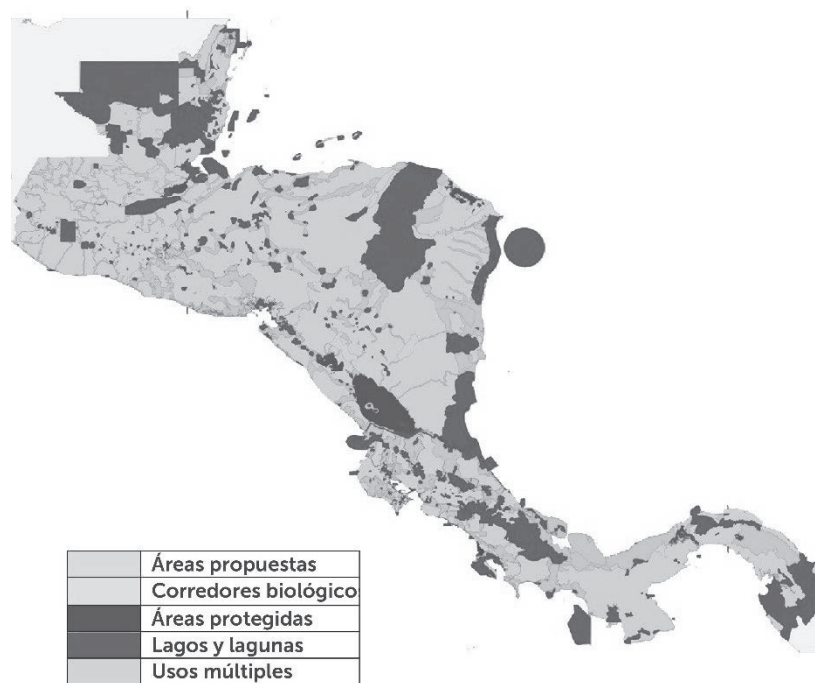 Áreas propuestas
Corredores biológico
Áreas protegidas
Lagos y lagunas
Usos múltiples